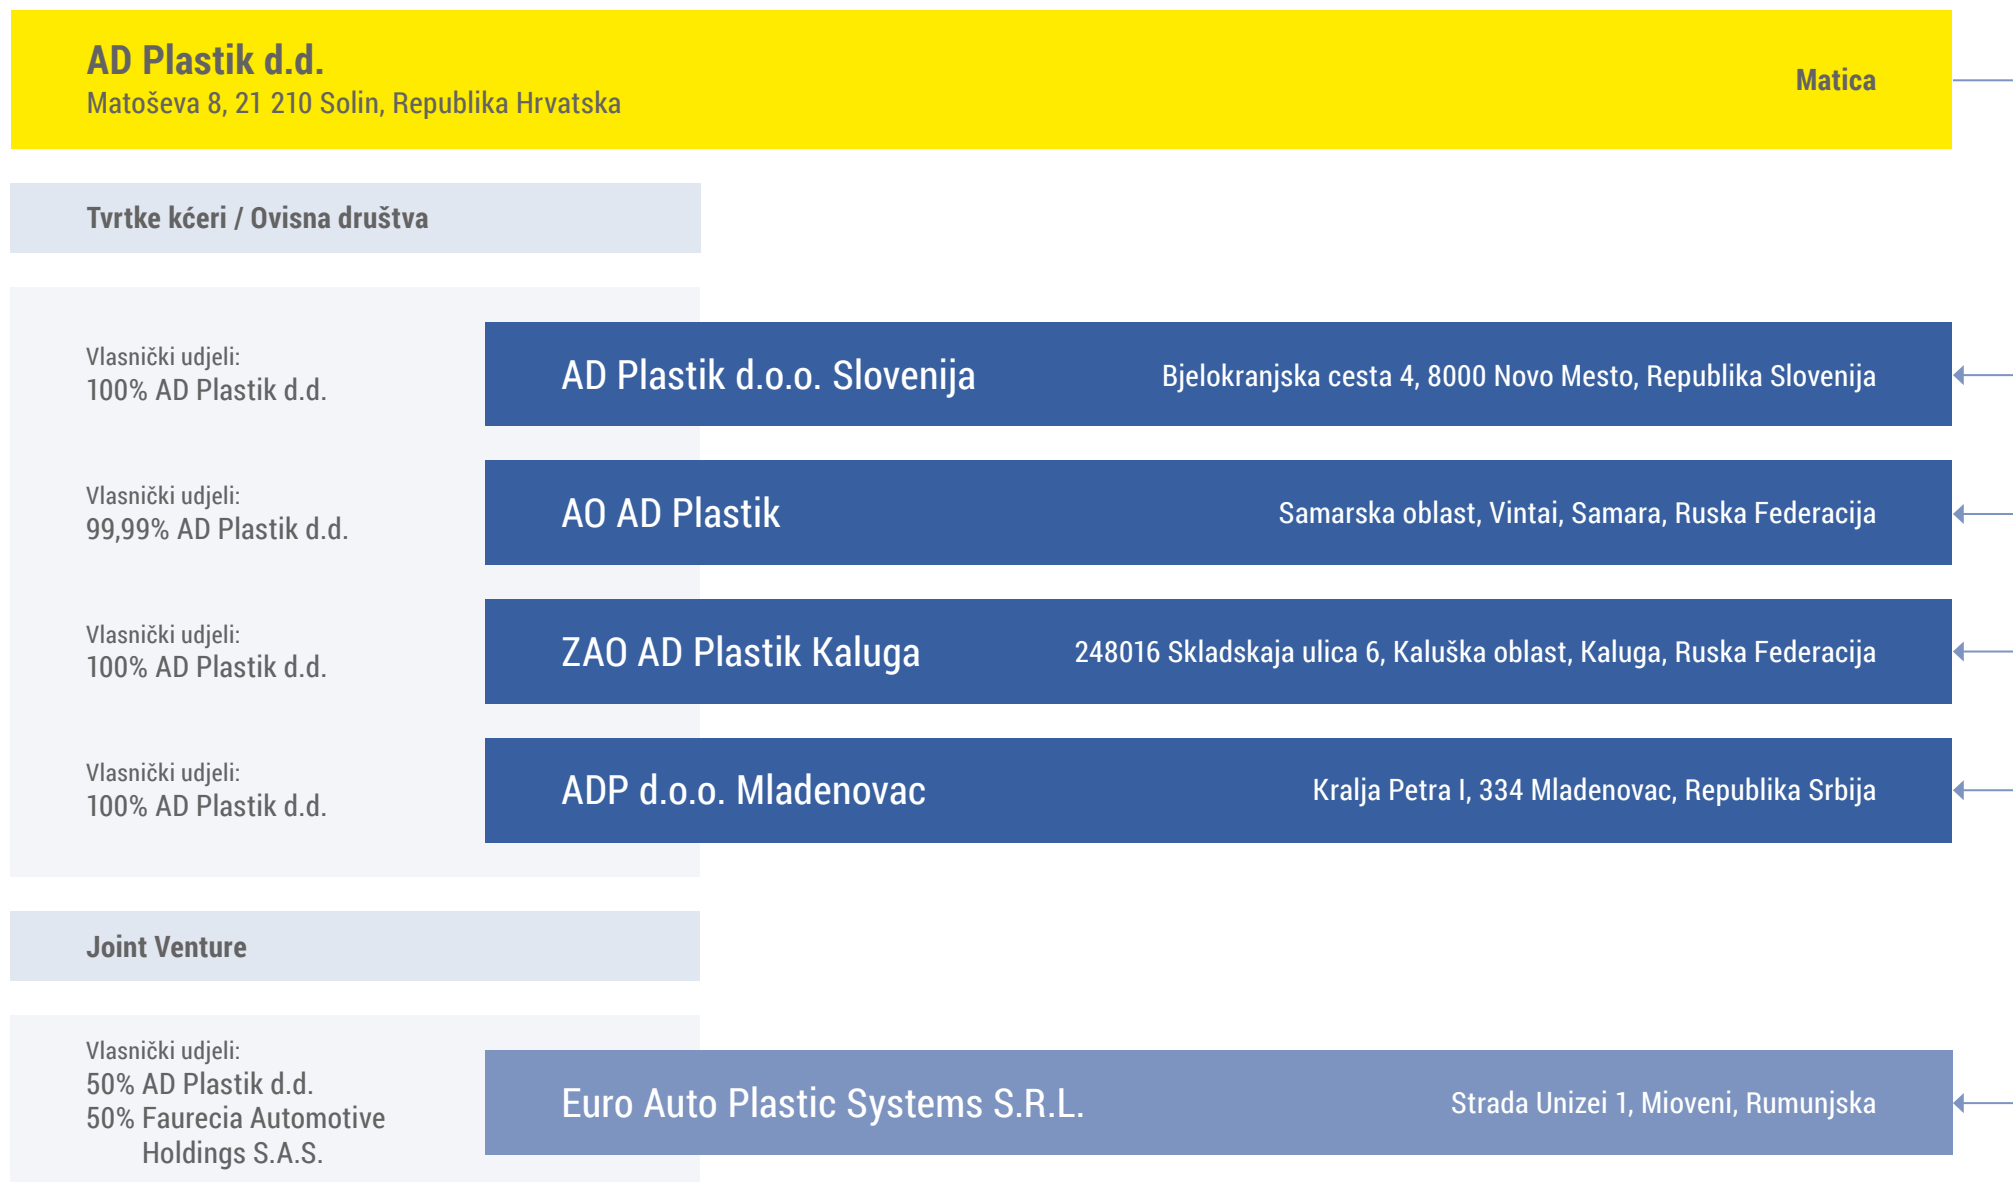 AD Plastik d.d.
Matoševa 8, 21 210 Solin, Republika Hrvatska
Matica
Tvrtke kćeri / Ovisna društva
Vlasnički udjeli:
100% AD Plastik d.d.
AD Plastik d.o.o. Slovenija
Bjelokranjska cesta 4, 8000 Novo Mesto, Republika Slovenija
Vlasnički udjeli:
99,99% AD Plastik d.d.
AO AD Plastik
Samarska oblast, Vintai, Samara, Ruska Federacija
Vlasnički udjeli:
100% AD Plastik d.d.
ZAO AD Plastik Kaluga
248016 Skladskaja ulica 6, Kaluška oblast, Kaluga, Ruska Federacija
Vlasnički udjeli:
100% AD Plastik d.d.
ADP d.o.o. Mladenovac
Kralja Petra I, 334 Mladenovac, Republika Srbija
Joint Venture
Vlasnički udjeli:
50% AD Plastik d.d.
50% Faurecia Automotive
Holdings S.A.S.
Euro Auto Plastic Systems S.R.L.
Strada Unizei 1, Mioveni, Rumunjska